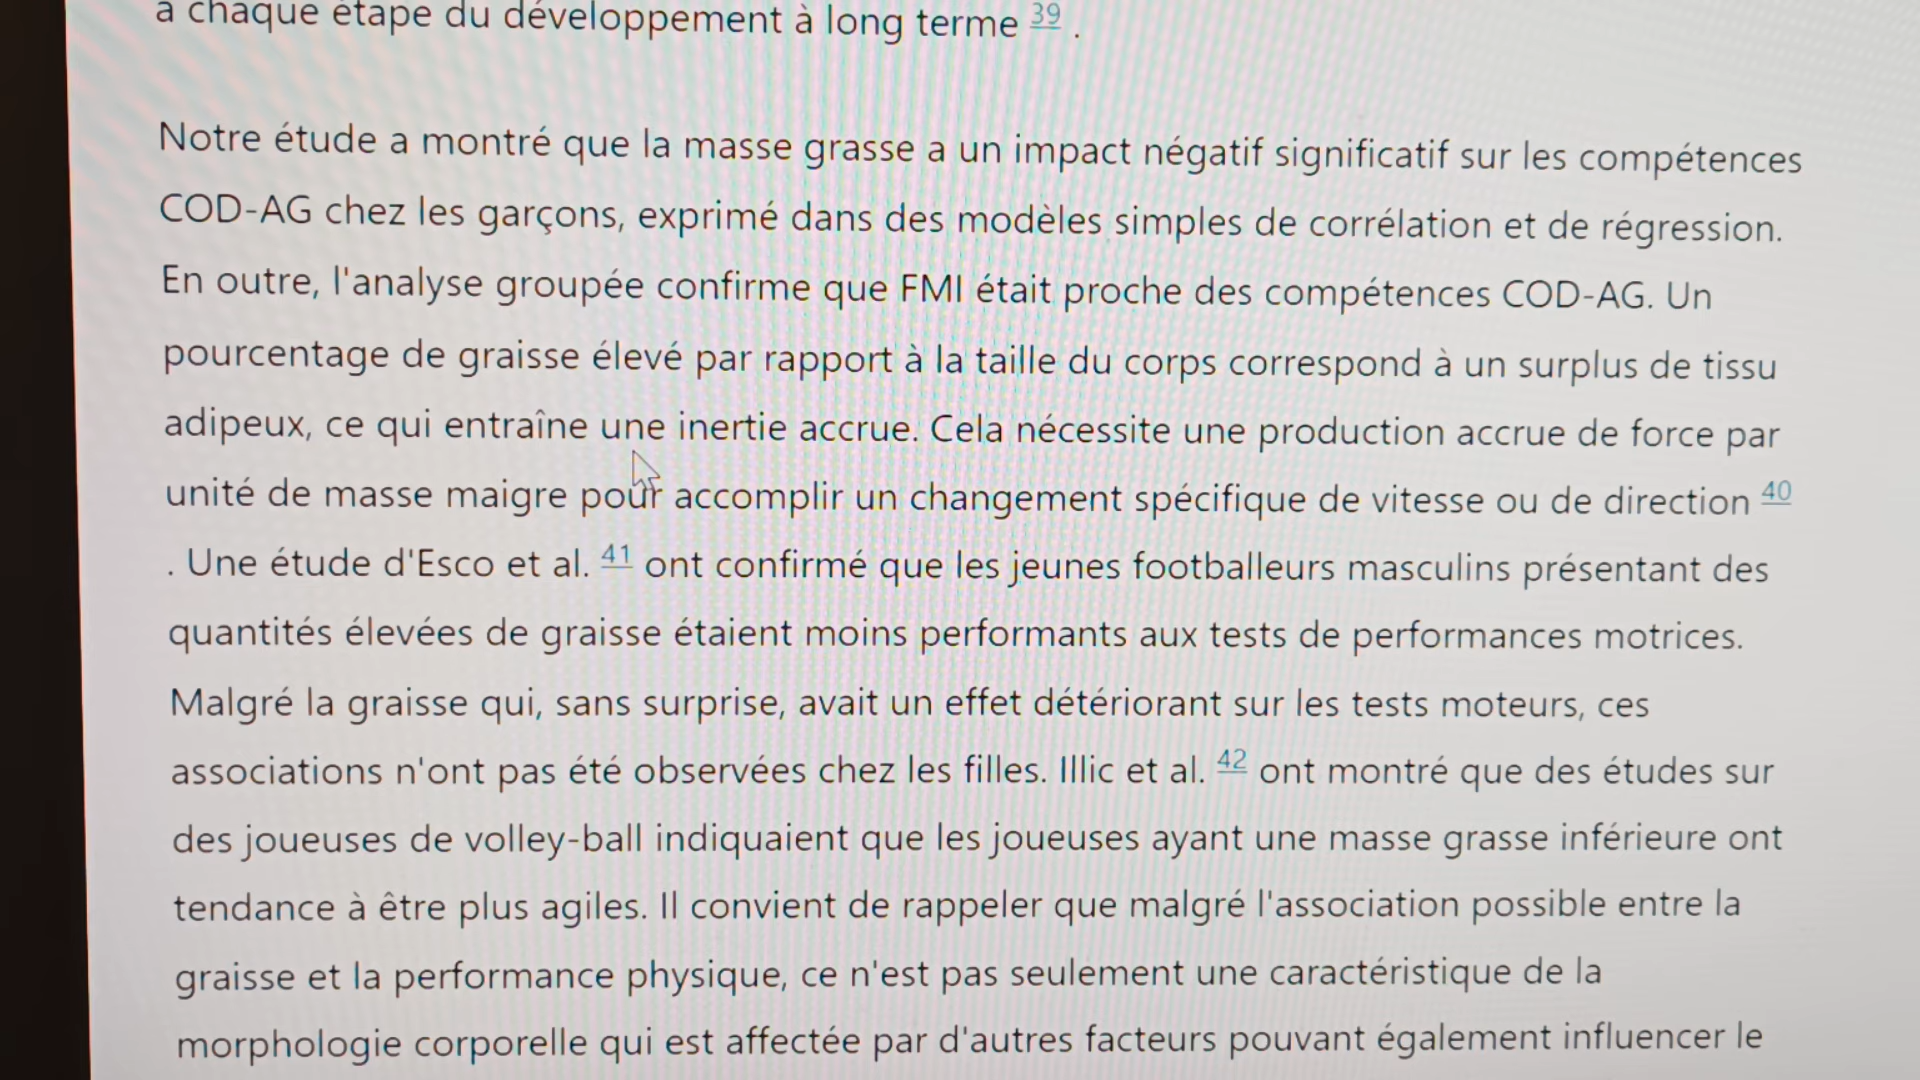 à chaque étape du développement à long terme 39 .
Notre étude a montré que la masse grasse a un impact négatif significatif sur les compétences
COD-AG chez les garçons, exprimé dans des modèles simples de corrélation et de régression.
En outre, l'analyse groupée confirme que FMI était proche des compétences COD-AG. Un
pourcentage de graisse élevé par rapport à la taille du corps correspond à un surplus de tissu
adipeux, ce qui entraîne une inertie accrue. Cela nécessite une production accrue de force par
unité de masse maigre pour accomplir un changement spécifique de vitesse ou de direction 40
. Une étude d'Esco et al. 41 ont confirmé que les jeunes footballeurs masculins présentant des
quantités élevées de graisse étaient moins performants aux tests de performances motrices.
Malgré la graisse qui, sans surprise, avait un effet détériorant sur les tests moteurs, ces
associations n'ont pas été observées chez les filles. Illic et al. 42 ont montré que des études sur
des joueuses de volley-ball indiquaient que les joueuses ayant une masse grasse inférieure ont
tendance à être plus agiles. Il convient de rappeler que malgré l'association possible entre la
graisse et la performance physique, ce n'est pas seulement une caractéristique de la
morphologie corporelle qui est affectée par d'autres facteurs pouvant également influencer le